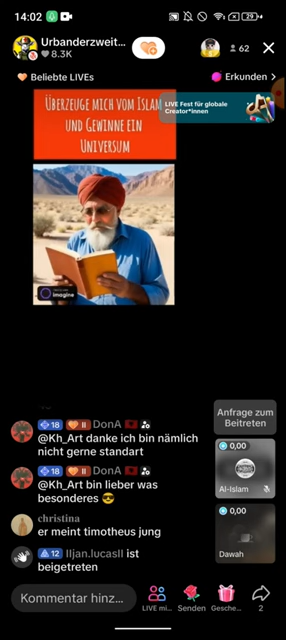 14:02
29
Urbanderzweit...
8.3K
62
Beliebte LIVEs
Erkunden >
ÜBERZEUGE MICH VOM ISLAM
UND GEWINNE EIN
UNIVERSUM
LIVE Fest für globale
Creator*innen
imagine
Anfrage zum
Beitreten
18 II DonA
@Kh_Art danke ich bin nämlich
nicht gerne standart
0,00
Al-Islam
18 II DonA
@Kh_Art bin lieber was
besonderes 😎
christina
er meint timotheus jung
0,00
Dawah
12 lljan.lucasll ist
beigetreten
Kommentar hinz...
LIVE mi...
Senden
Gesche...
2